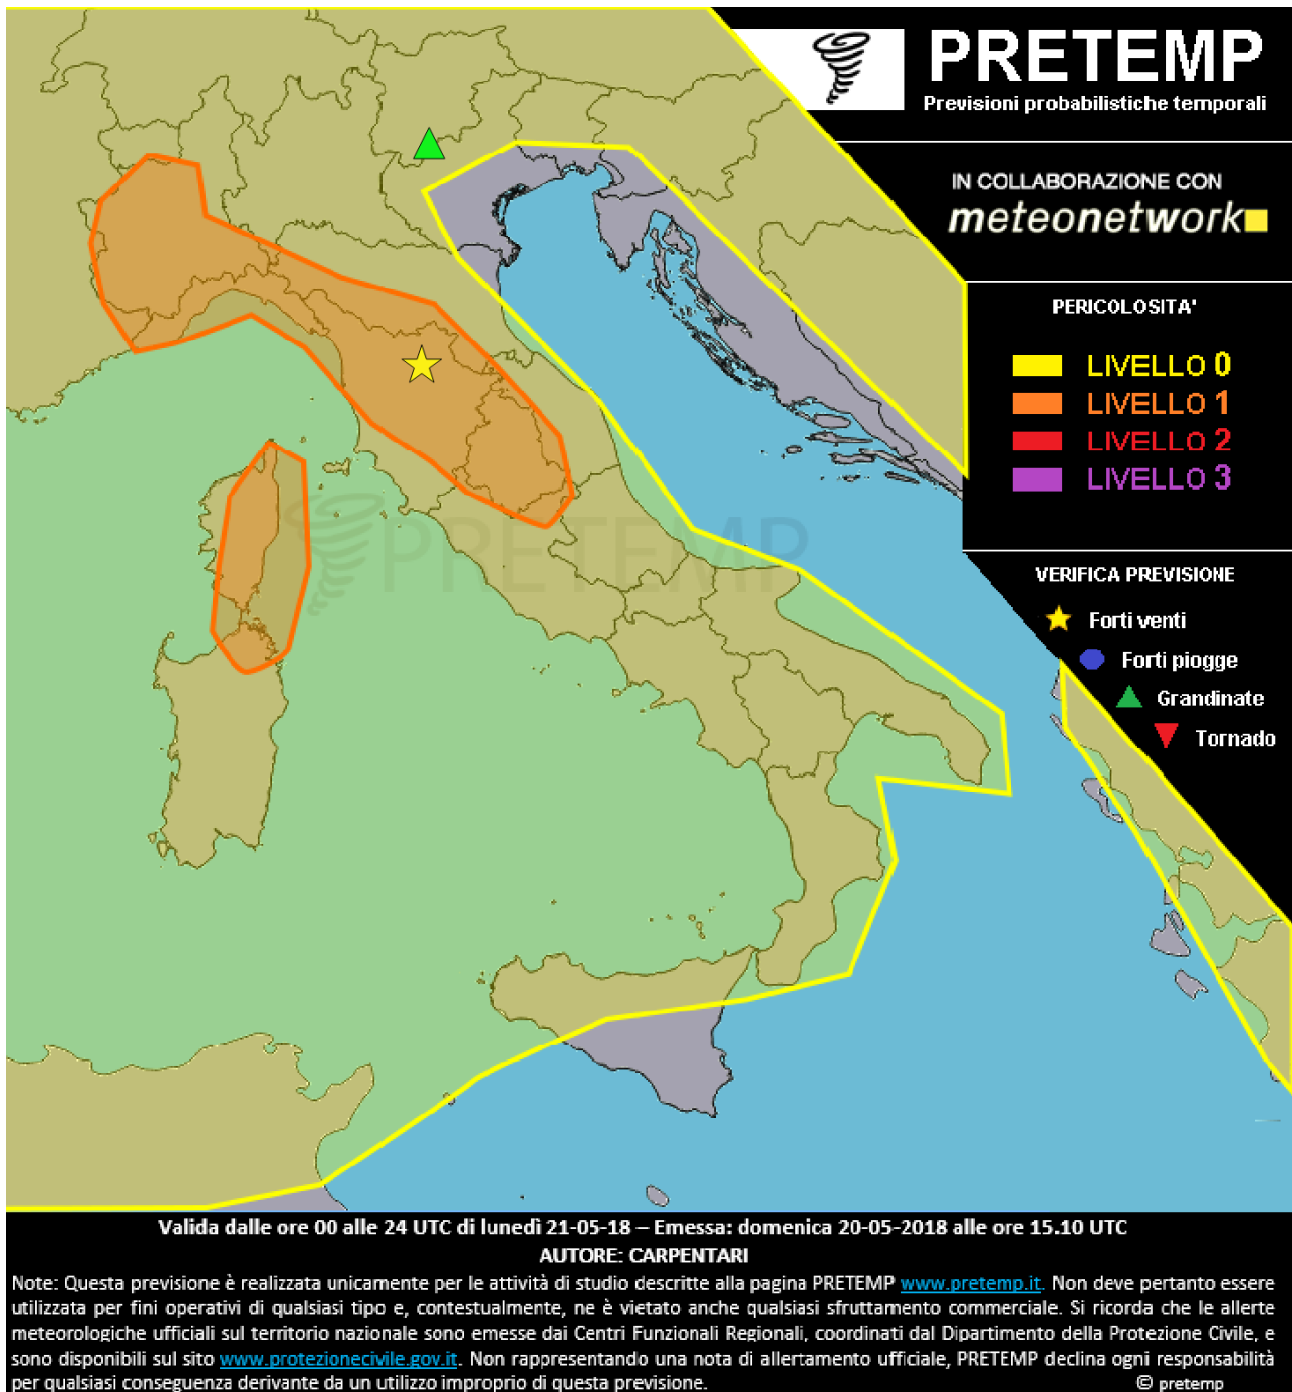 PRETEMP
Previsioni probabilistiche temporali
IN COLLABORAZIONE CON
meteonetwork
PERICOLOSITA'
LIVELLO 0
LIVELLO 1
LIVELLO 2
LIVELLO 3
PRETEMP
VERIFICA PREVISIONE
Forti venti
Forti piogge
Grandinate
Tornado
Valida dalle ore 00 alle 24 UTC di lunedì 21-05-18 – Emessa: domenica 20-05-2018 alle ore 15.10 UTC
AUTORE: CARPENTARI
Note: Questa previsione è realizzata unicamente per le attività di studio descritte alla pagina PRETEMP www.pretemp.it. Non deve pertanto essere
utilizzata per fini operativi di qualsiasi tipo e, contestualmente, ne è vietato anche qualsiasi sfruttamento commerciale. Si ricorda che le allerte
meteorologiche ufficiali sul territorio nazionale sono emesse dai Centri Funzionali Regionali, coordinati dal Dipartimento della Protezione Civile, e
sono disponibili sul sito www.protezionecivile.gov.it. Non rappresentando una nota di allertamento ufficiale, PRETEMP declina ogni responsabilità
per qualsiasi conseguenza derivante da un utilizzo improprio di questa previsione.
© pretemp